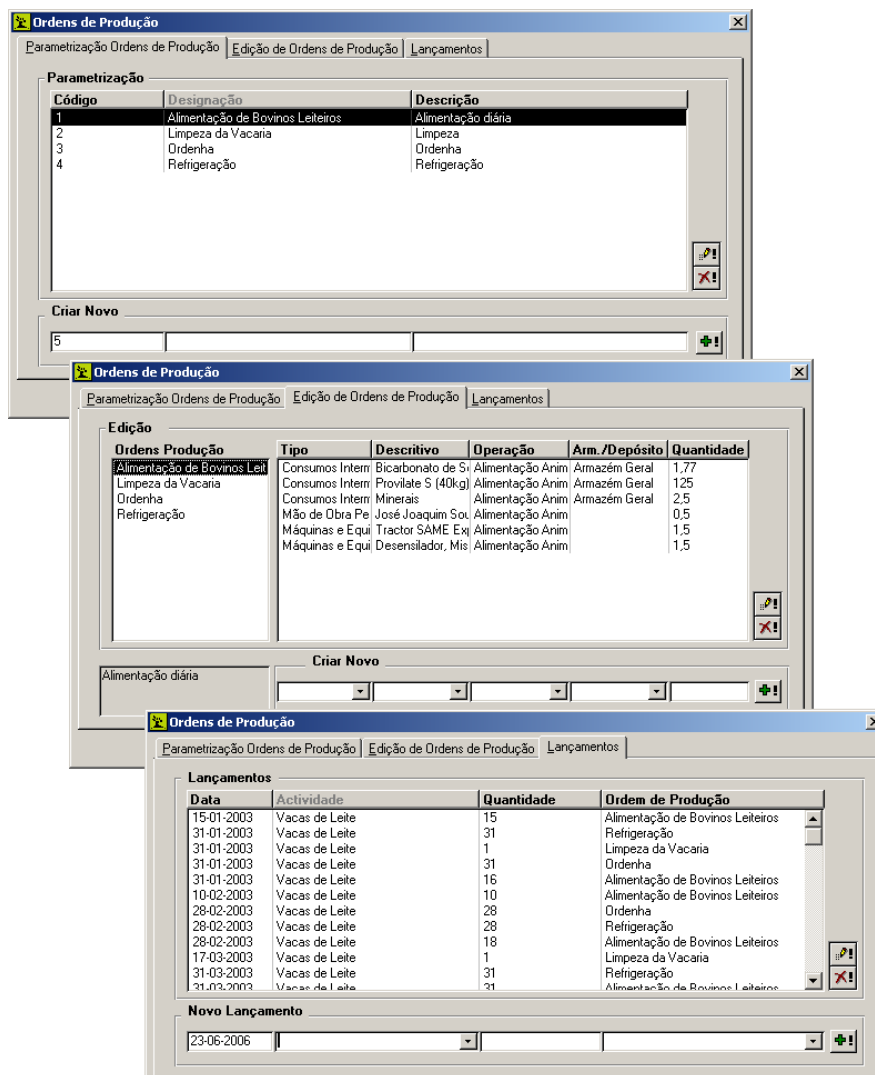 Ordens de Produção
Parametrização Ordens de Produção Edição de Ordens de Produção Lançamentos
Parametrização
Código Designação Descrição
1 Alimentação de Bovinos Leiteiros Alimentação diária
2 Limpeza da Vacaria Limpeza
3 Ordenha Ordenha
4 Refrigeração Refrigeração
Criar Novo
5
Ordens de Produção
Parametrização Ordens de Produção Edição de Ordens de Produção Lançamentos
Edição
Ordens Produção Tipo Descritivo Operação Arm./Depósito Quantidade
Alimentação de Bovinos Leit Consumos Interm Bicarbonato de S Alimentação Anim Armazém Geral 1,77
Limpeza da Vacaria Consumos Interm Provilate S (40kg) Alimentação Anim Armazém Geral 125
Ordenha Consumos Interm Minerais Alimentação Anim Armazém Geral 2,5
Refrigeração Mão de Obra Pe José Joaquim Sou Alimentação Anim 0,5
Máquinas e Equi Tractor SAME Ex Alimentação Anim 1,5
Máquinas e Equi Desensilador, Mis Alimentação Anim 1,5
Criar Novo
Alimentação diária
Ordens de Produção
Parametrização Ordens de Produção Edição de Ordens de Produção Lançamentos
Lançamentos
Data Actividade Quantidade Ordem de Produção
15-01-2003 Vacas de Leite 15 Alimentação de Bovinos Leiteiros
31-01-2003 Vacas de Leite 31 Refrigeração
31-01-2003 Vacas de Leite 1 Limpeza da Vacaria
31-01-2003 Vacas de Leite 31 Ordenha
31-01-2003 Vacas de Leite 16 Alimentação de Bovinos Leiteiros
10-02-2003 Vacas de Leite 10 Alimentação de Bovinos Leiteiros
28-02-2003 Vacas de Leite 28 Ordenha
28-02-2003 Vacas de Leite 28 Refrigeração
28-02-2003 Vacas de Leite 18 Alimentação de Bovinos Leiteiros
17-03-2003 Vacas de Leite 1 Limpeza da Vacaria
31-03-2003 Vacas de Leite 31 Refrigeração
31-03-2003 Vacas de Leite 31 Alimentação de Bovinos Leiteiros
Novo Lançamento
23-06-2006